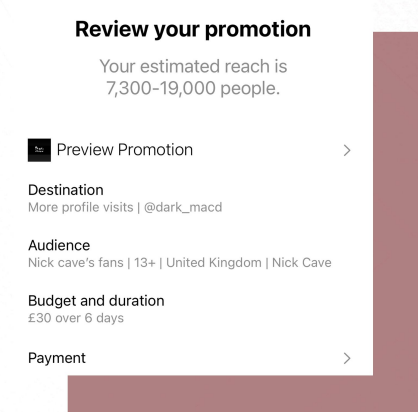 Review your promotion
Your estimated reach is
7,300-19,000 people.
Preview Promotion
Destination
More profile visits | @dark_macd
Audience
Nick cave's fans | 13+ | United Kingdom | Nick Cave
Budget and duration
£30 over 6 days
Payment